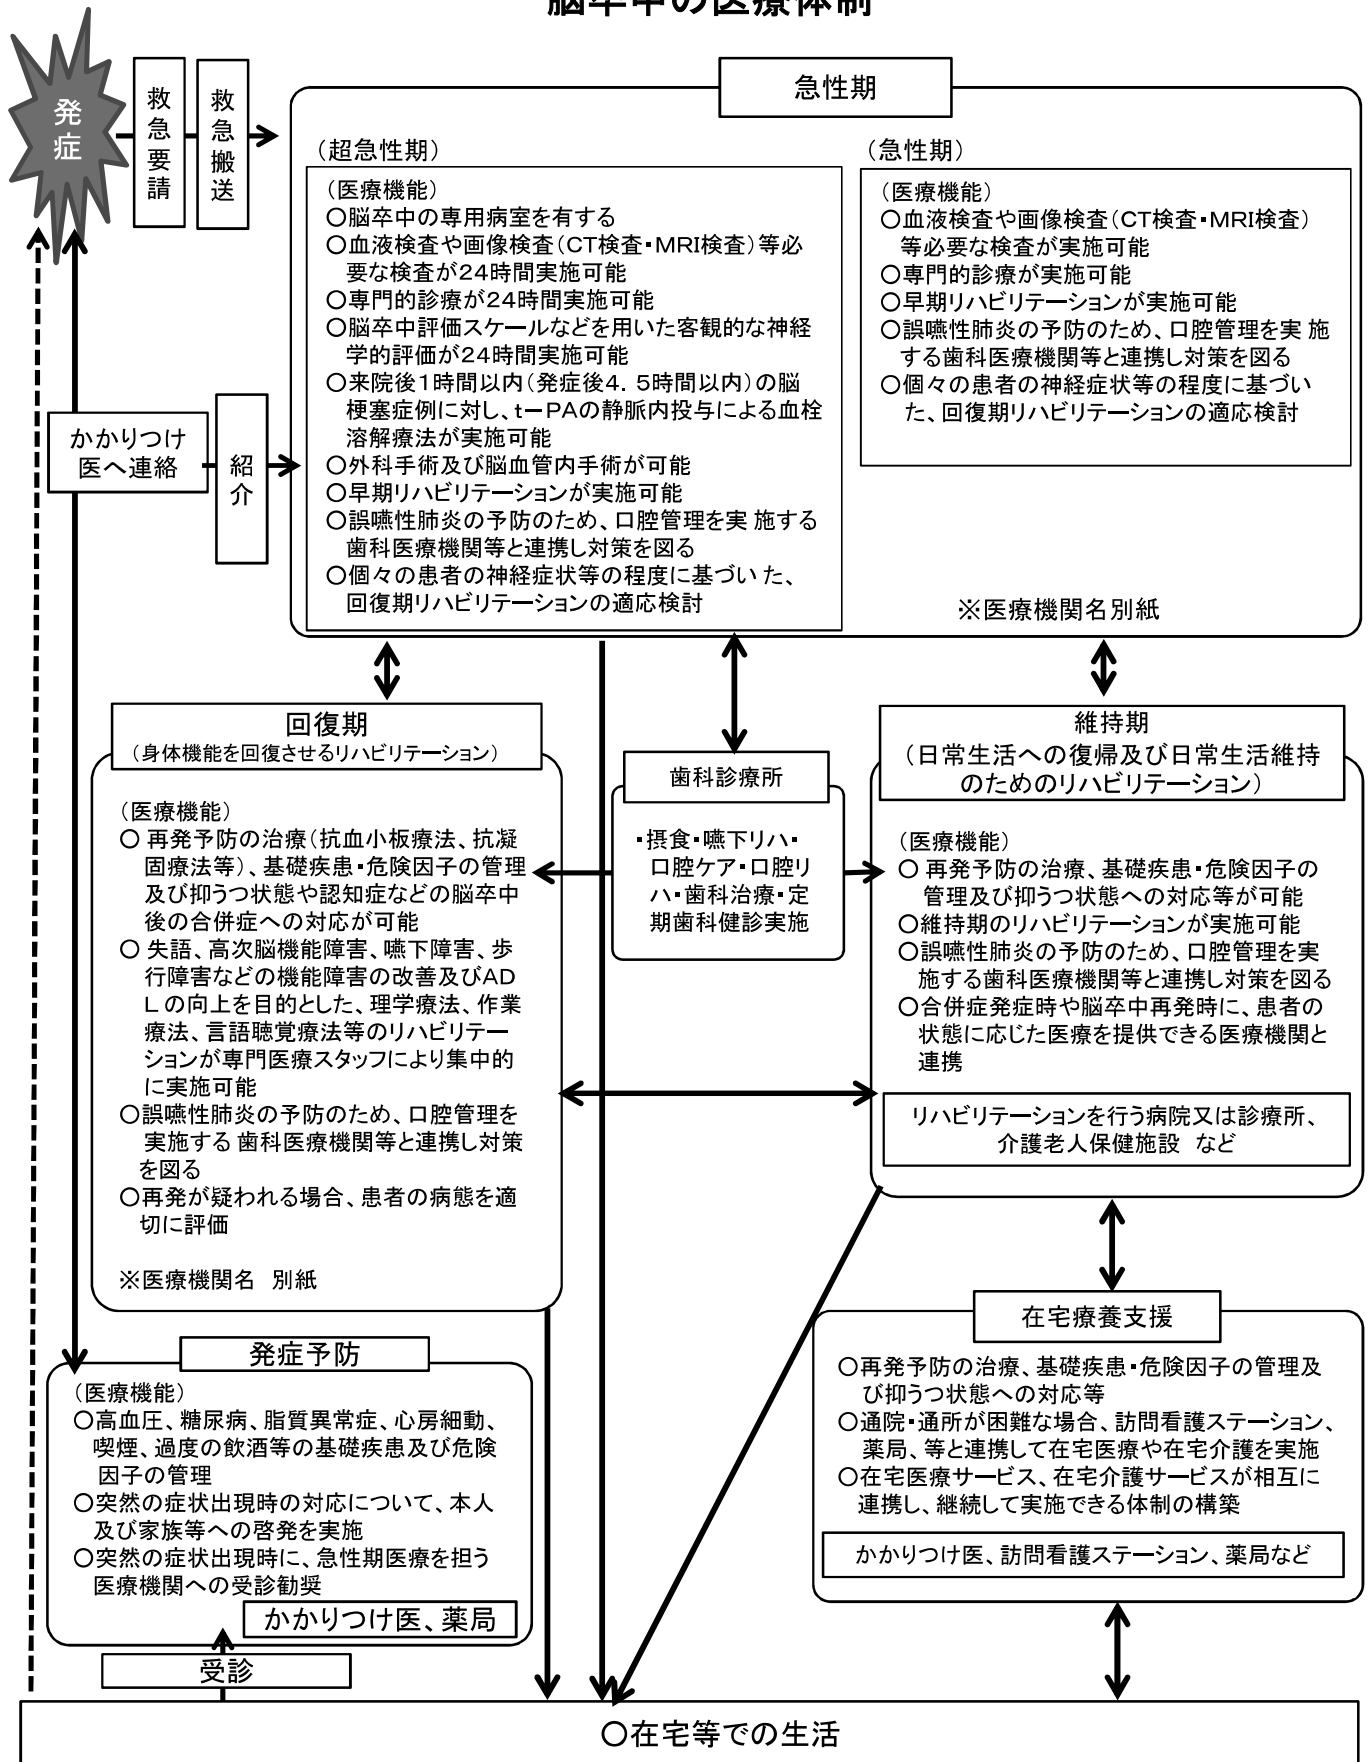 脳卒中の医療体制
発症
救急要請
救急搬送
急性期
（超急性期）
（医療機能）
○脳卒中の専用病室を有する
○血液検査や画像検査（CT検査・MRI検査）等必
要な検査が24時間実施可能
○専門的診療が24時間実施可能
○脳卒中評価スケールなどを用いた客観的な神経
学的評価が24時間実施可能
○来院後1時間以内（発症後4．5時間以内）の脳
梗塞症例に対し、t－PAの静脈内投与による血栓
溶解療法が実施可能
○外科手術及び脳血管内手術が可能
○早期リハビリテーションが実施可能
○誤嚥性肺炎の予防のため、口腔管理を実 施する
歯科医療機関等と連携し対策を図る
○個々の患者の神経症状等の程度に基づい た、
回復期リハビリテーションの適応検討
（急性期）
（医療機能）
○血液検査や画像検査（CT検査・MRI検査）
等必要な検査が実施可能
○専門的診療が実施可能
○早期リハビリテーションが実施可能
○誤嚥性肺炎の予防のため、口腔管理を実 施
する歯科医療機関等と連携し対策を図る
○個々の患者の神経症状等の程度に基づい
た、回復期リハビリテーションの適応検討
※医療機関名別紙
かかりつけ
医へ連絡
紹介
回復期
（身体機能を回復させるリハビリテーション）
（医療機能）
○ 再発予防の治療（抗血小板療法、抗凝
固療法等）、基礎疾患・危険因子の管理
及び抑うつ状態や認知症などの脳卒中
後の合併症への対応が可能
○ 失語、高次脳機能障害、嚥下障害、歩
行障害などの機能障害の改善及びAD
Ｌの向上を目的とした、理学療法、作業
療法、言語聴覚療法等のリハビリテー
ションが専門医療スタッフにより集中的
に実施可能
○誤嚥性肺炎の予防のため、口腔管理を
実施する 歯科医療機関等と連携し対策
を図る
○再発が疑われる場合、患者の病態を適
切に評価
※医療機関名 別紙
歯科診療所
・摂食・嚥下リハ・
口腔ケア・口腔リ
ハ・歯科治療・定
期歯科健診実施
維持期
（日常生活への復帰及び日常生活維持
のためのリハビリテーション）
（医療機能）
○ 再発予防の治療、基礎疾患・危険因子の
管理及び抑うつ状態への対応等が可能
○維持期のリハビリテーションが実施可能
○誤嚥性肺炎の予防のため、口腔管理を実
施する歯科医療機関等と連携し対策を図る
○合併症発症時や脳卒中再発時に、患者の
状態に応じた医療を提供できる医療機関と
連携
リハビリテーションを行う病院又は診療所、
介護老人保健施設 など
発症予防
（医療機能）
○高血圧、糖尿病、脂質異常症、心房細動、
喫煙、過度の飲酒等の基礎疾患及び危険
因子の管理
○突然の症状出現時の対応について、本人
及び家族等への啓発を実施
○突然の症状出現時に、急性期医療を担う
医療機関への受診勧奨
かかりつけ医、薬局
受診
在宅療養支援
○再発予防の治療、基礎疾患・危険因子の管理及
び抑うつ状態への対応等
○通院・通所が困難な場合、訪問看護ステーション、
薬局、等と連携して在宅医療や在宅介護を実施
○在宅医療サービス、在宅介護サービスが相互に
連携し、継続して実施できる体制の構築
かかりつけ医、訪問看護ステーション、薬局など
○在宅等での生活